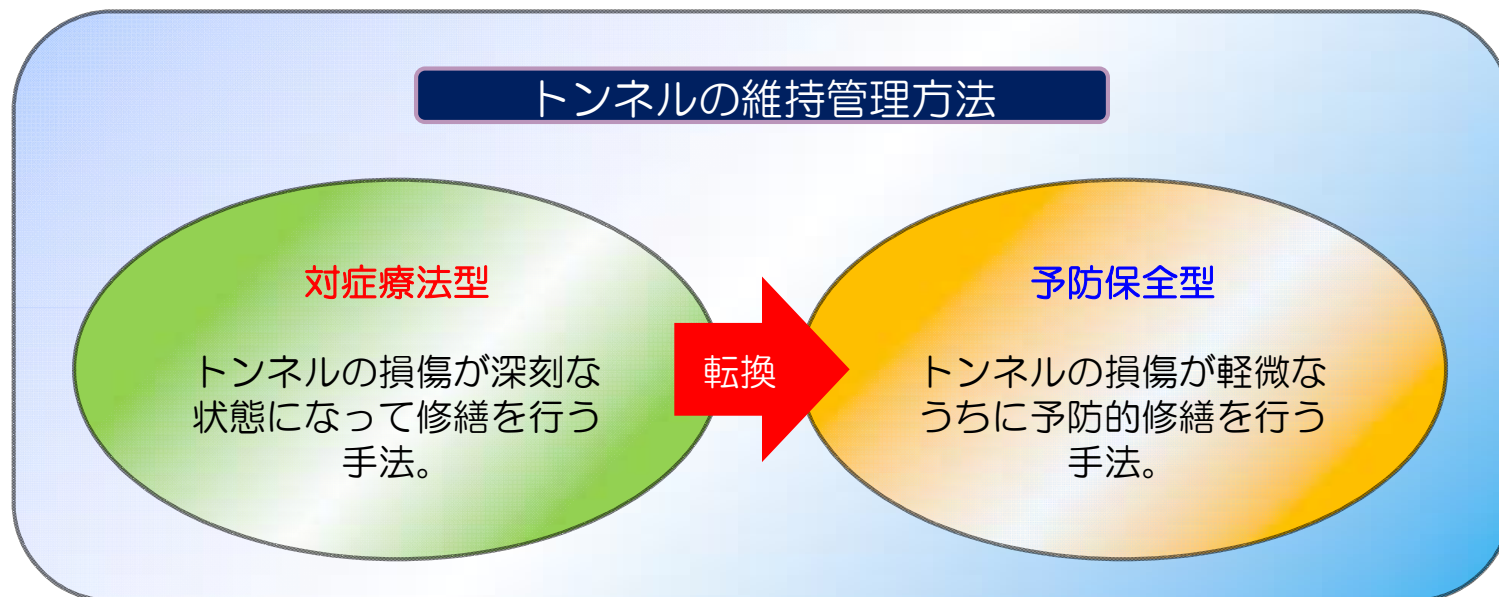 トンネルの維持管理方法
対症療法型
トンネルの損傷が深刻な
状態になって修繕を行う
手法。
転換
予防保全型
トンネルの損傷が軽微な
うちに予防的修繕を行う
手法。